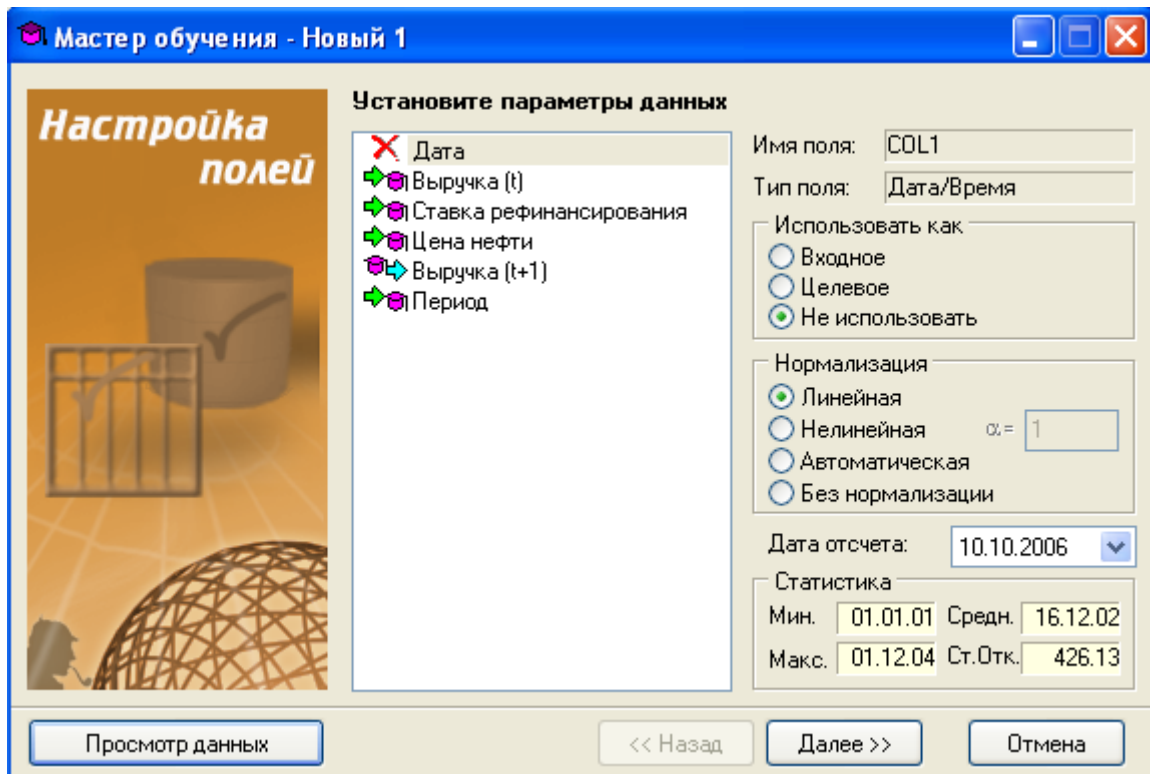 Мастер обучения - Новый 1
Настройка
полей
Установите параметры данных
Дата
Выручка (t)
Ставка рефинансирования
Цена нефти
Выручка (t+1)
Период
Имя поля: COL1
Тип поля: Дата/Время
Использовать как
Входное
Целевое
Не использовать
Нормализация
Линейная
Нелинейная α = 1
Автоматическая
Без нормализации
Дата отсчета: 10.10.2006
Статистика
Мин. 01.01.01 Средн. 16.12.02
Макс. 01.12.04 Ст.Отк. 426.13
Просмотр данных << Назад Далее >> Отмена